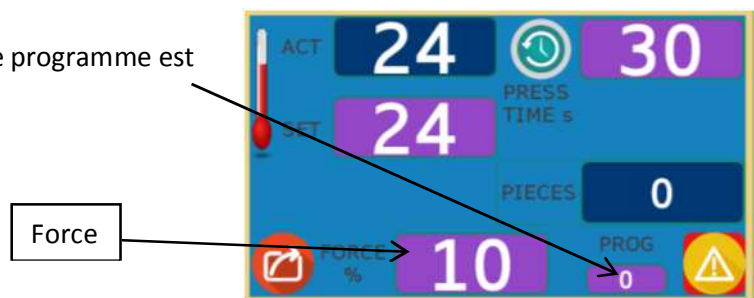 e programme est
ACT 24 30
PRESS
TIME s
SET 24
PIECES 0
Force
FORCE
%
10
PROG
0